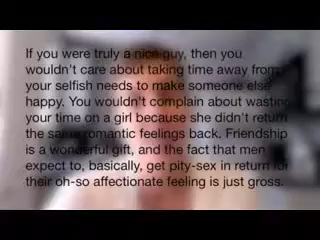 If you were truly a nice guy, then you
wouldn't care about taking time away from
your selfish needs to make someone else
happy. You wouldn't complain about wasting
your time on a girl because she didn't return
the same romantic feelings back. Friendship
is a wonderful gift, and the fact that men
expect to, basically, get pity-sex in return for
their oh-so affectionate feeling is just gross.